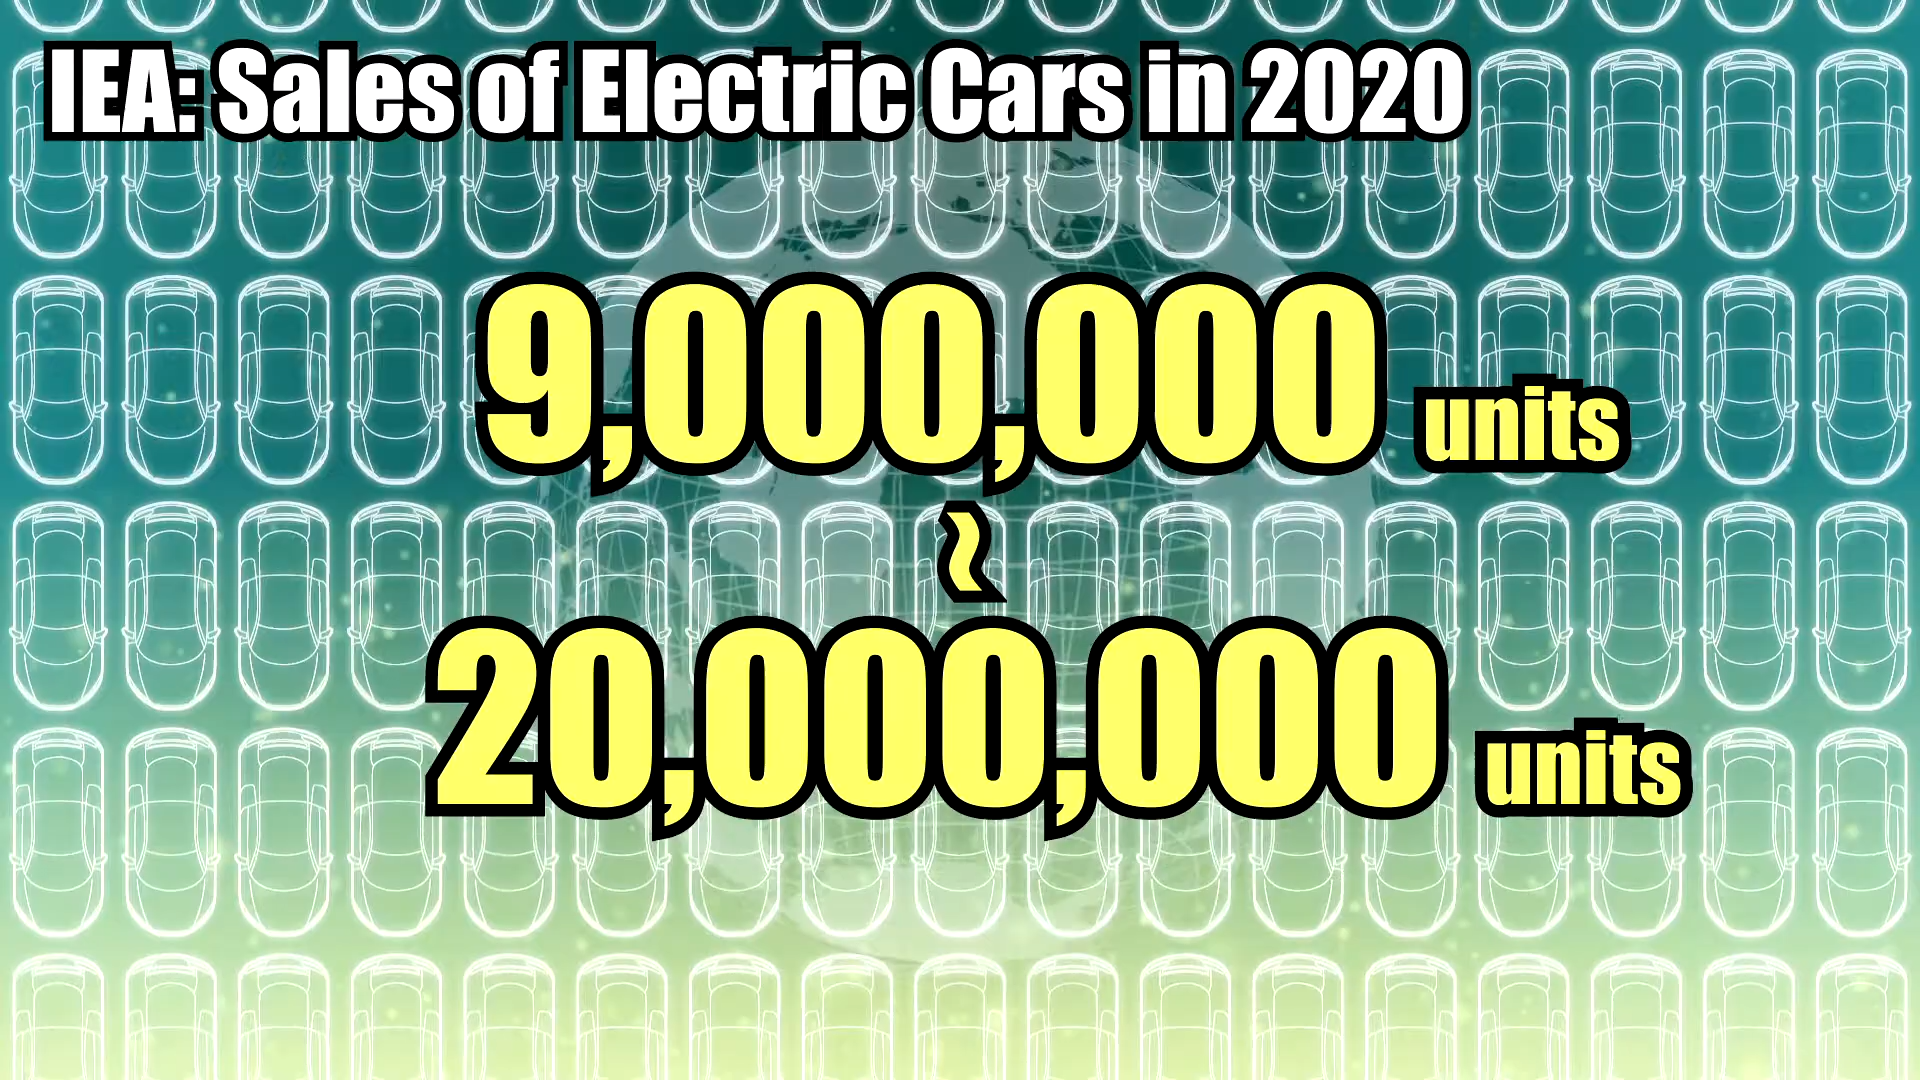 IEA: Sales of Electric Cars in 2020
9,000,000 units
~
20,000,000 units